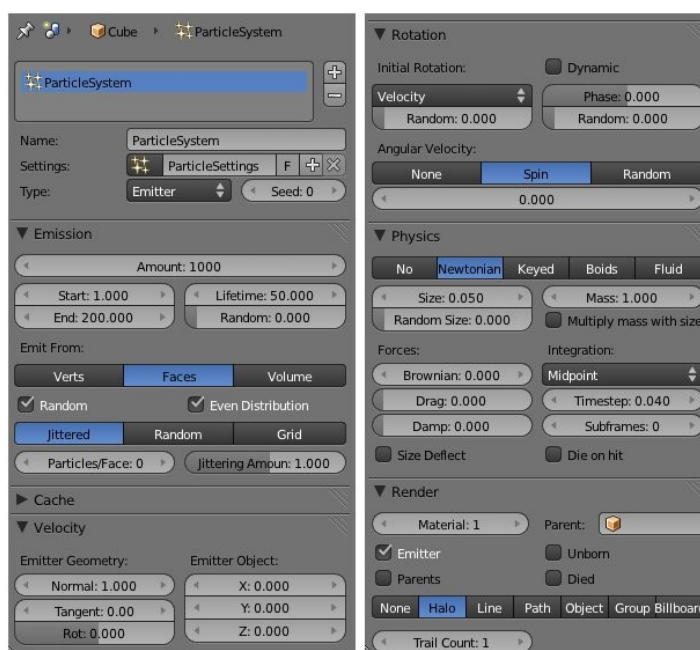 Cube ParticleSystem
ParticleSystem
Name: ParticleSystem
Settings: ParticleSettings F
Type: Emitter Seed: 0
Emission
Amount: 1000
Start: 1.000 Lifetime: 50.000
End: 200.000 Random: 0.000
Emit From:
Verts Faces Volume
Random Even Distribution
Jittered Random Grid
Particles/Face: 0 Jittering Amoun: 1.000
Cache
Velocity
Emitter Geometry: Emitter Object:
Normal: 1.000 X: 0.000
Tangent: 0.00 Y: 0.000
Rot: 0.000 Z: 0.000
Rotation
Initial Rotation: Dynamic
Velocity Phase: 0.000
Random: 0.000 Random: 0.000
Angular Velocity:
None Spin Random
0.000
Physics
No Newtonian Keyed Boids Fluid
Size: 0.050 Mass: 1.000
Random Size: 0.000 Multiply mass with size
Forces: Integration:
Brownian: 0.000 Midpoint
Drag: 0.000 Timestep: 0.040
Damp: 0.000 Subframes: 0
Size Deflect Die on hit
Render
Material: 1 Parent:
Emitter Unborn
Parents Died
None Halo Line Path Object Group Billboar
Trail Count: 1